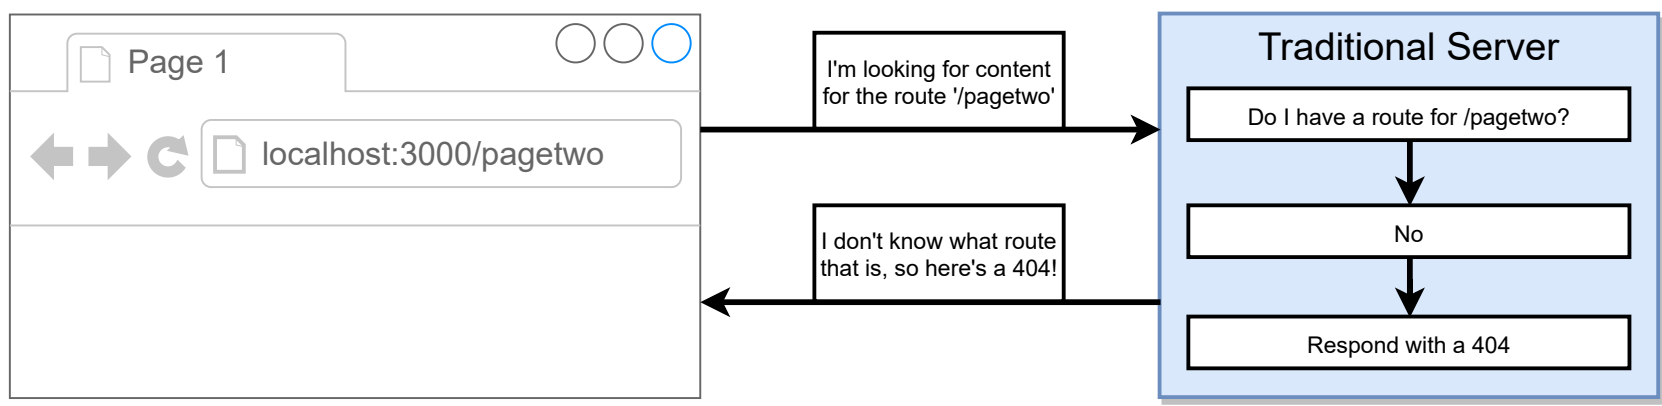 Page 1
localhost:3000/pagetwo
I'm looking for content
for the route '/pagetwo'
I don't know what route
that is, so here's a 404!
Traditional Server
Do I have a route for /pagetwo?
No
Respond with a 404